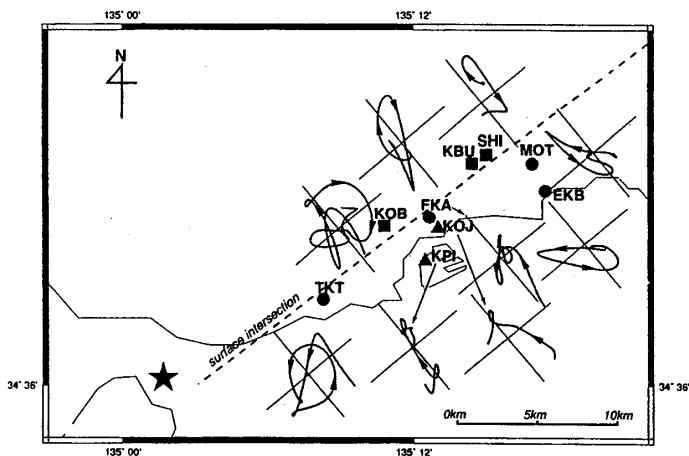 135° 00'
135° 12'
N
SHI
KBU
MOT
EKB
FKA
KOB
KOJ
KPI
TKT
surface intersection
34° 36'
34° 36'
0km
5km
10km
135° 00'
135° 12'